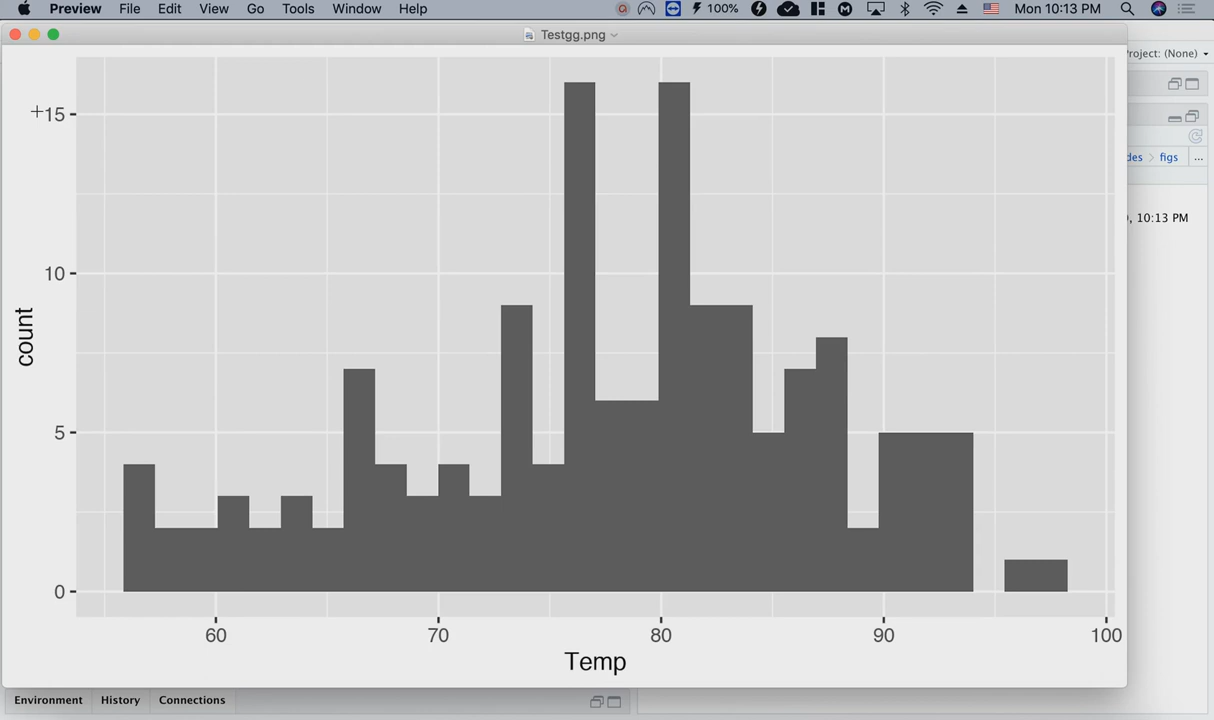 Preview File Edit View Go Tools Window Help 100% Mon 10:13 PM
Testgg.png
Project: (None)
15
10
5
0
count
60 70 80 90 100
Temp
figs ...
10:13 PM
Environment History Connections